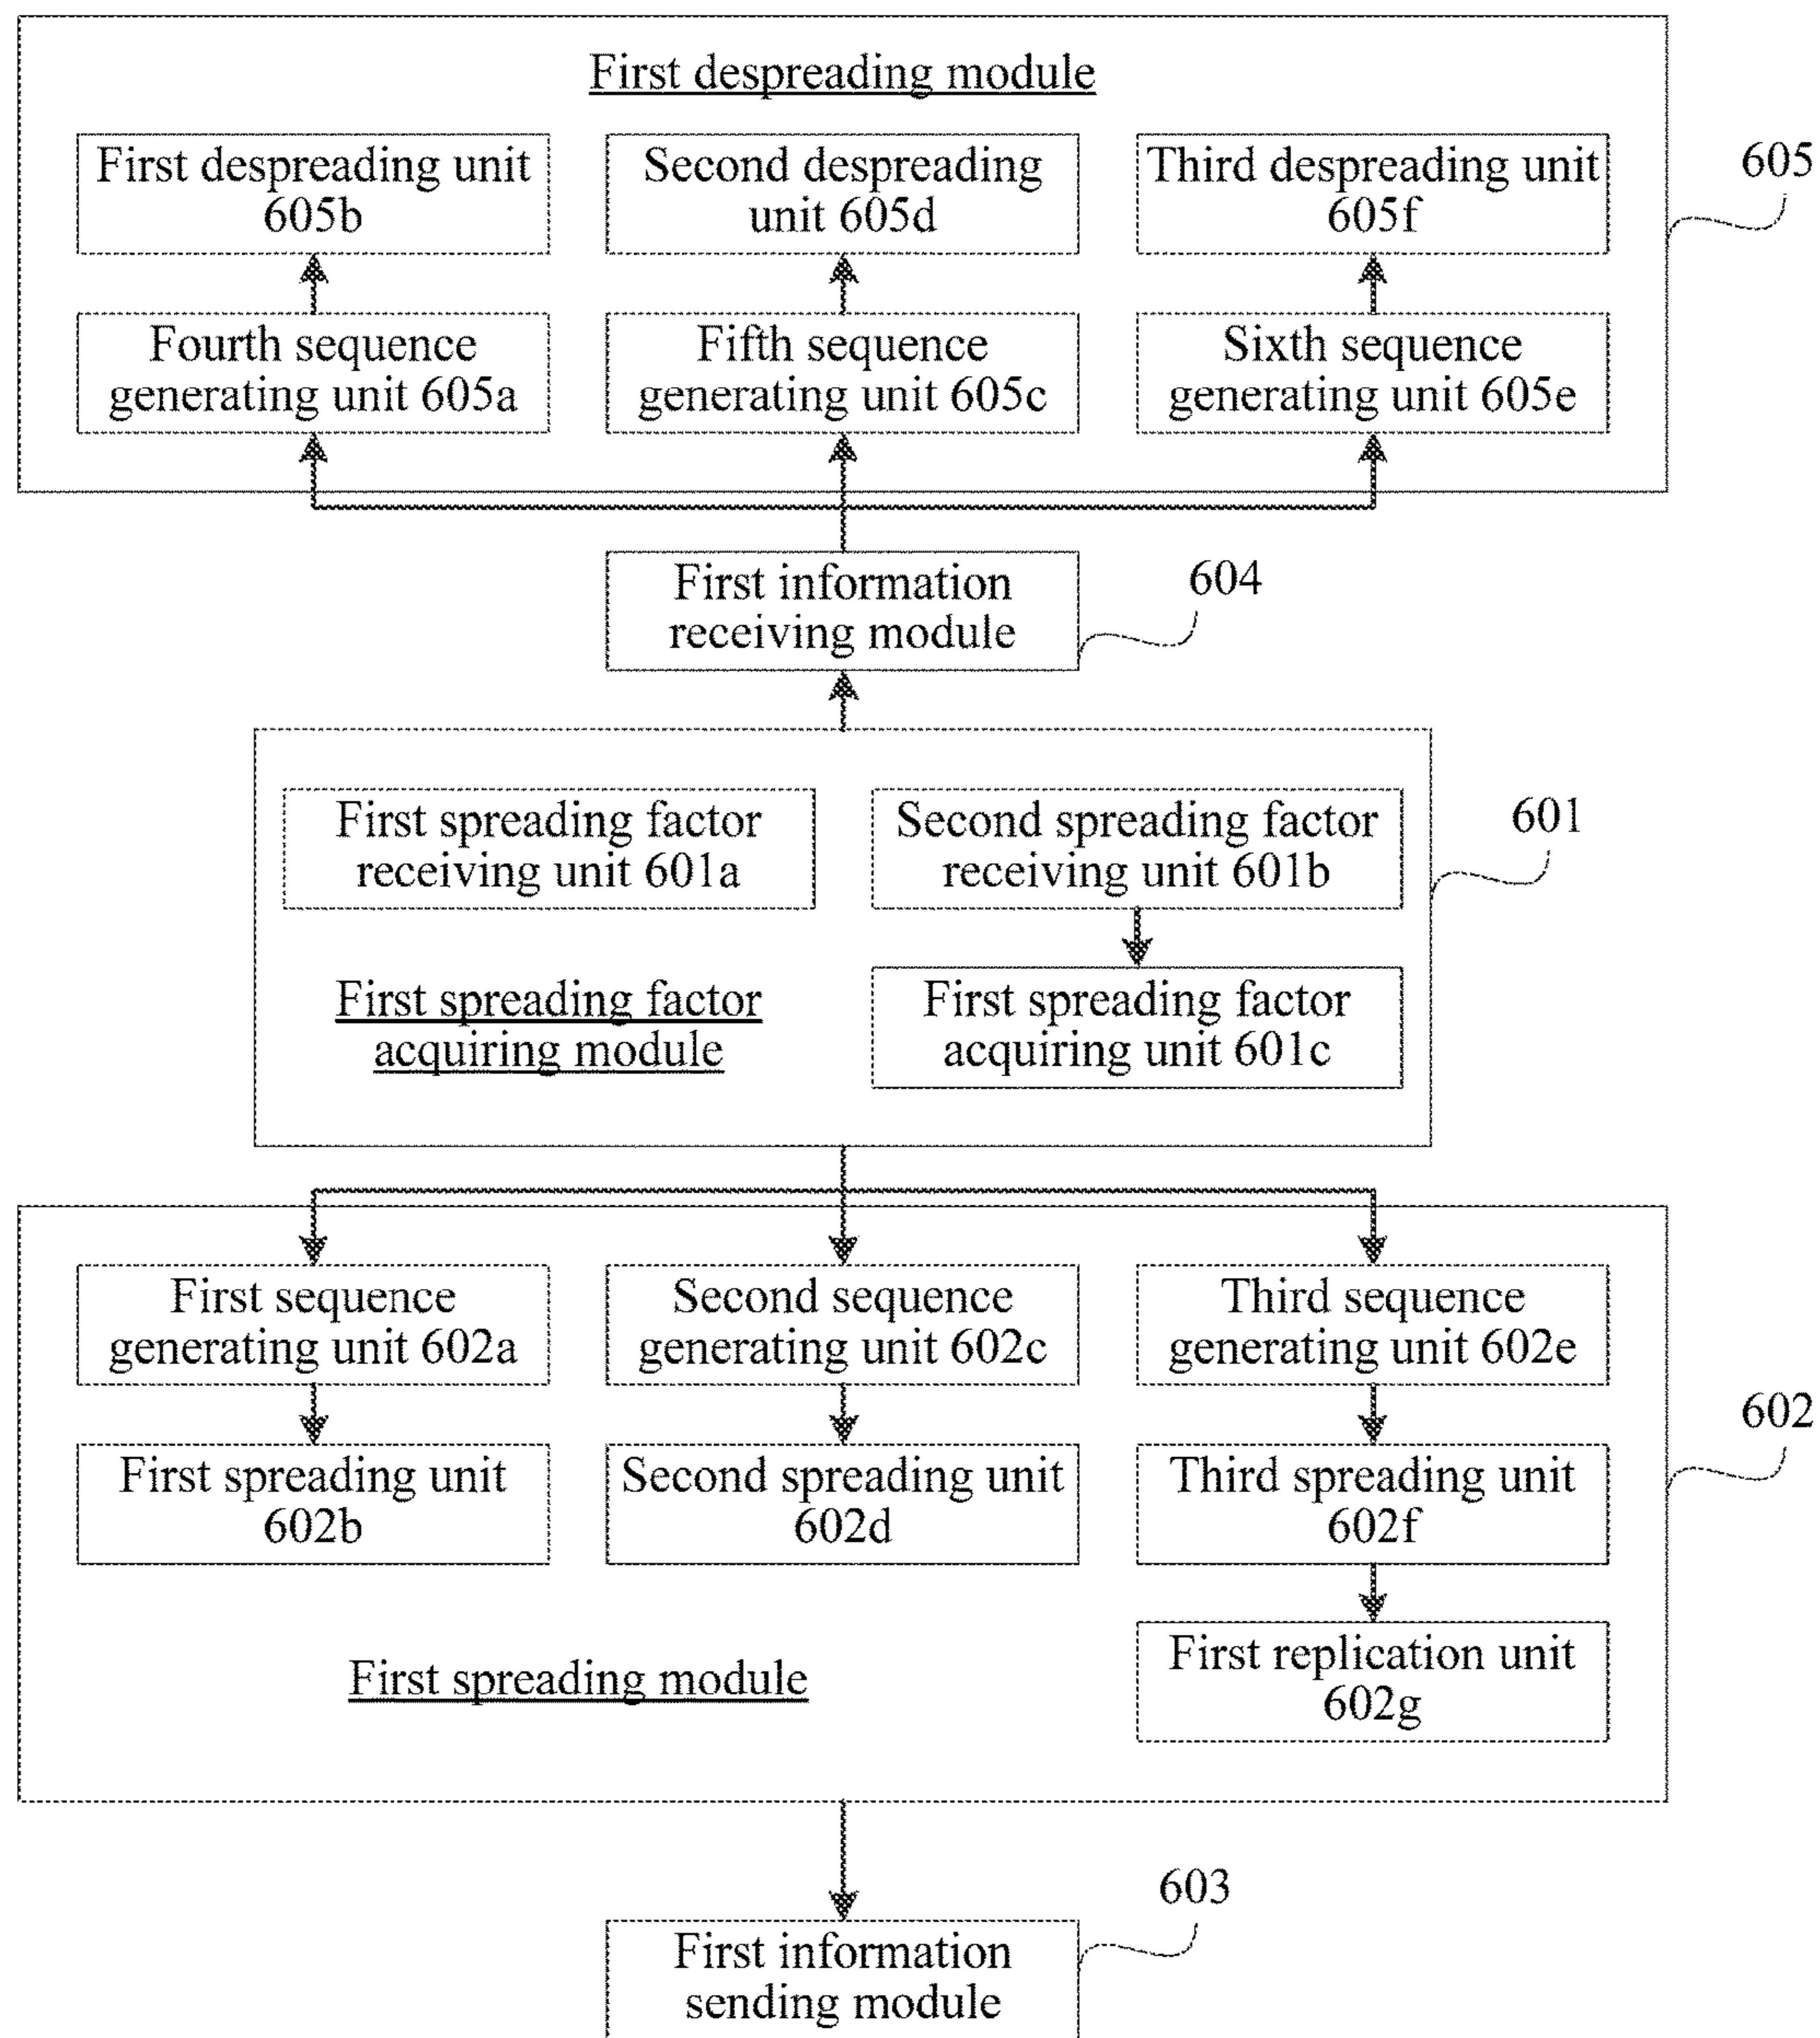 First despreading module
First despreading unit
605b
Second despreading
unit 605d
Third despreading unit
605f
605
Fourth sequence
generating unit 605a
Fifth sequence
generating unit 605c
Sixth sequence
generating unit 605e
First information
receiving module
604
First spreading factor
receiving unit 601a
Second spreading factor
receiving unit 601b
601
First spreading factor
acquiring module
First spreading factor
acquiring unit 601c
First sequence
generating unit 602a
Second sequence
generating unit 602c
Third sequence
generating unit 602e
602
First spreading unit
602b
Second spreading unit
602d
Third spreading unit
602f
First spreading module
First replication unit
602g
603
First information
sending module